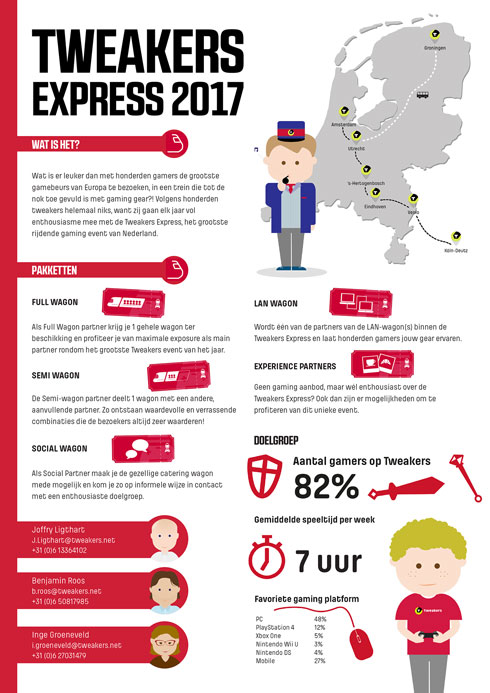 TWEAKERS
EXPRESS 2017
WAT IS HET?
Wat is er leuker dan met honderden gamers de grootste
gamebeurs van Europa te bezoeken, in een trein die tot de
nok toe gevuld is met gaming gear?! Volgens honderden
tweakers helemaal niks, want zij gaan elk jaar vol
enthousiasme mee met de Tweakers Express, het grootste
rijdende gaming event van Nederland.
Groningen
Amsterdam
Utrecht
's-Hertogenbosch
Eindhoven
Venlo
Köln-Deutz
PAKKETTEN
FULL WAGON
Als Full Wagon partner krijg je 1 gehele wagon ter
beschikking en profiteer je van maximale exposure als main
partner rondom het grootste Tweakers event van het jaar.
SEMI WAGON
De Semi-wagon partner deelt 1 wagon met een andere,
aanvullende partner. Zo ontstaan waardevolle en verrassende
combinaties die de bezoekers altijd zeer waarderen!
SOCIAL WAGON
Als Social Partner maak je de gezellige catering wagon
mede mogelijk en kom je zo op informele wijze in contact
met een enthousiaste doelgroep.
Joffry Ligthart
J.Ligthart@tweakers.net
+31 (0)6 13364102
Benjamin Roos
b.roos@tweakers.net
+31 (0)6 50817985
Inge Groeneveld
i.groeneveld@tweakers.net
+31 (0)6 27031479
LAN WAGON
Wordt één van de partners van de LAN-wagon(s) binnen de
Tweakers Express en laat honderden gamers jouw gear ervaren.
EXPERIENCE PARTNERS
Geen gaming aanbod, maar wél enthousiast over de
Tweakers Express? Ook dan zijn er mogelijkheden om te
profiteren van dit unieke event.
DOELGROEP
Aantal gamers op Tweakers
82%
Gemiddelde speeltijd per week
7 uur
Favoriete gaming platform
PC 48%
PlayStation 4 12%
Xbox One 5%
Nintendo Wii U 3%
Nintendo DS 4%
Mobile 27%
Tweakers